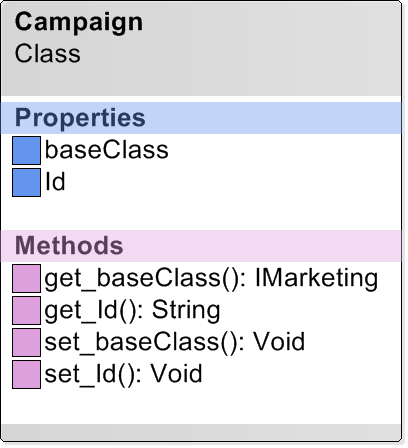 Campaign
Class
Properties
baseClass
Id
Methods
get_baseClass(): IMarketing
get_Id(): String
set_baseClass(): Void
set_Id(): Void